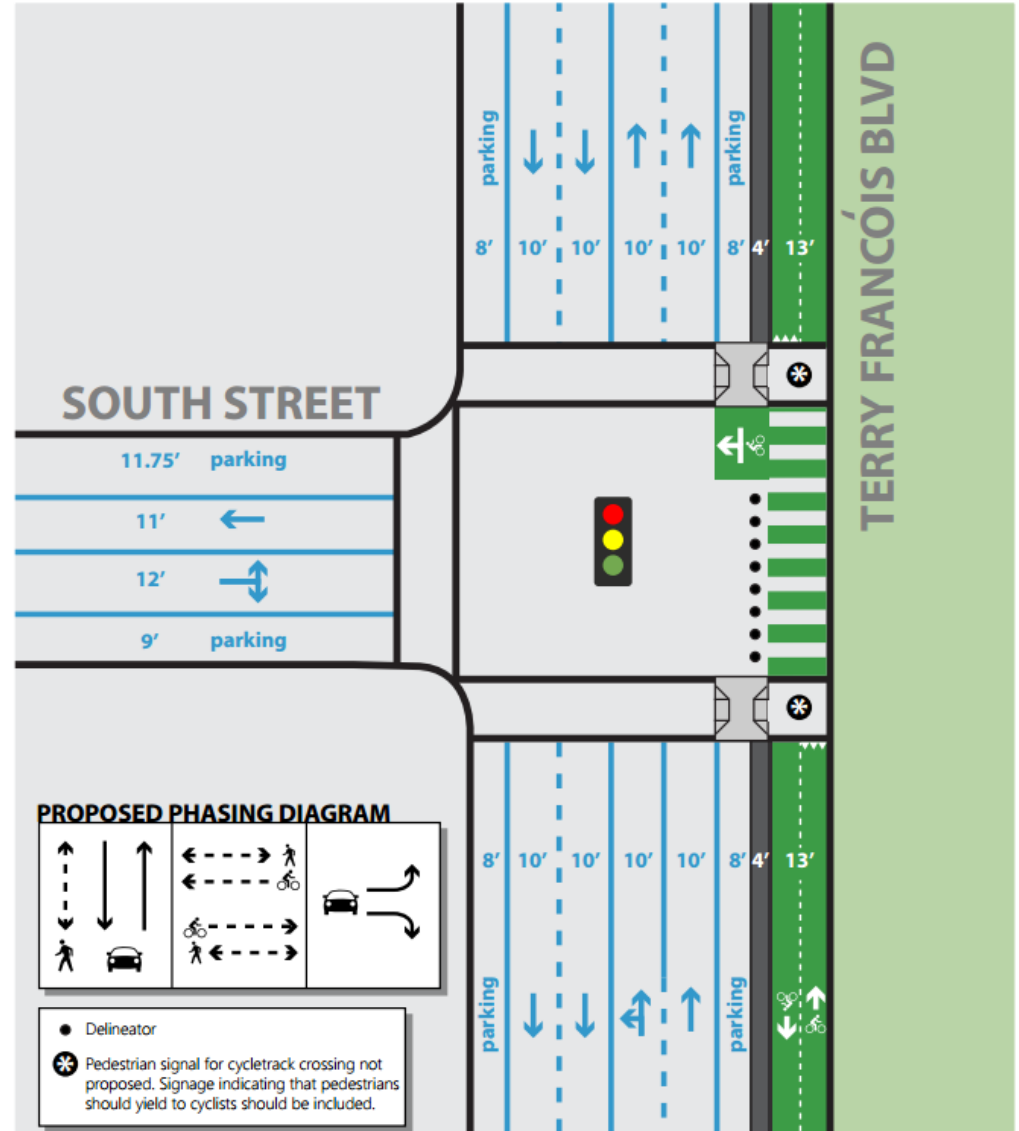 parking
parking
8’ 10’ 10’ 10’ 10’ 8’ 4’ 13’
TERRY FRANCÓIS BLVD
SOUTH STREET
11.75’ parking
11’
12’
9’ parking
PROPOSED PHASING DIAGRAM
8’ 10’ 10’ 10’ 10’ 8’ 4’ 13’
parking
parking
Delineator
Pedestrian signal for cycletrack crossing not
proposed. Signage indicating that pedestrians
should yield to cyclists should be included.